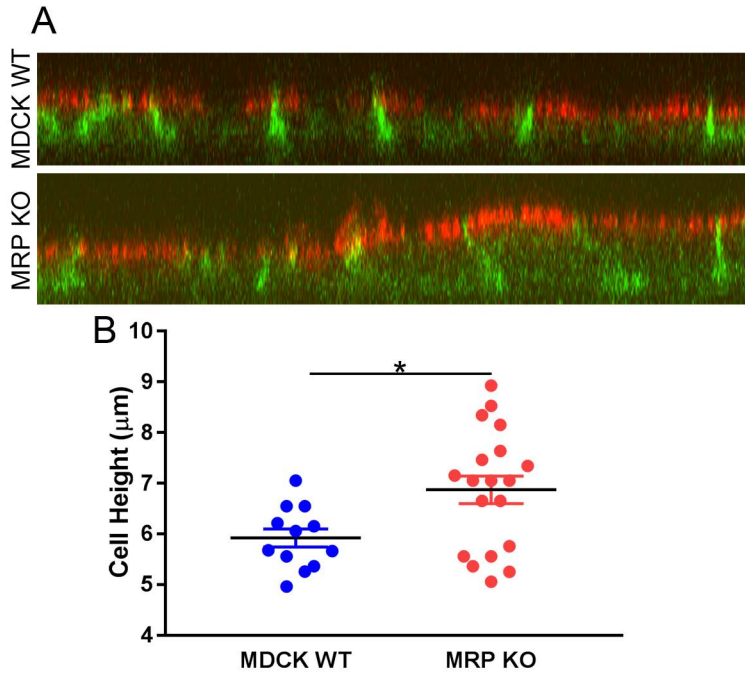 A
MDCK WT
MRP KO
B
10
9
8
7
6
5
4
Cell Height (μm)
*
MDCK WT
MRP KO